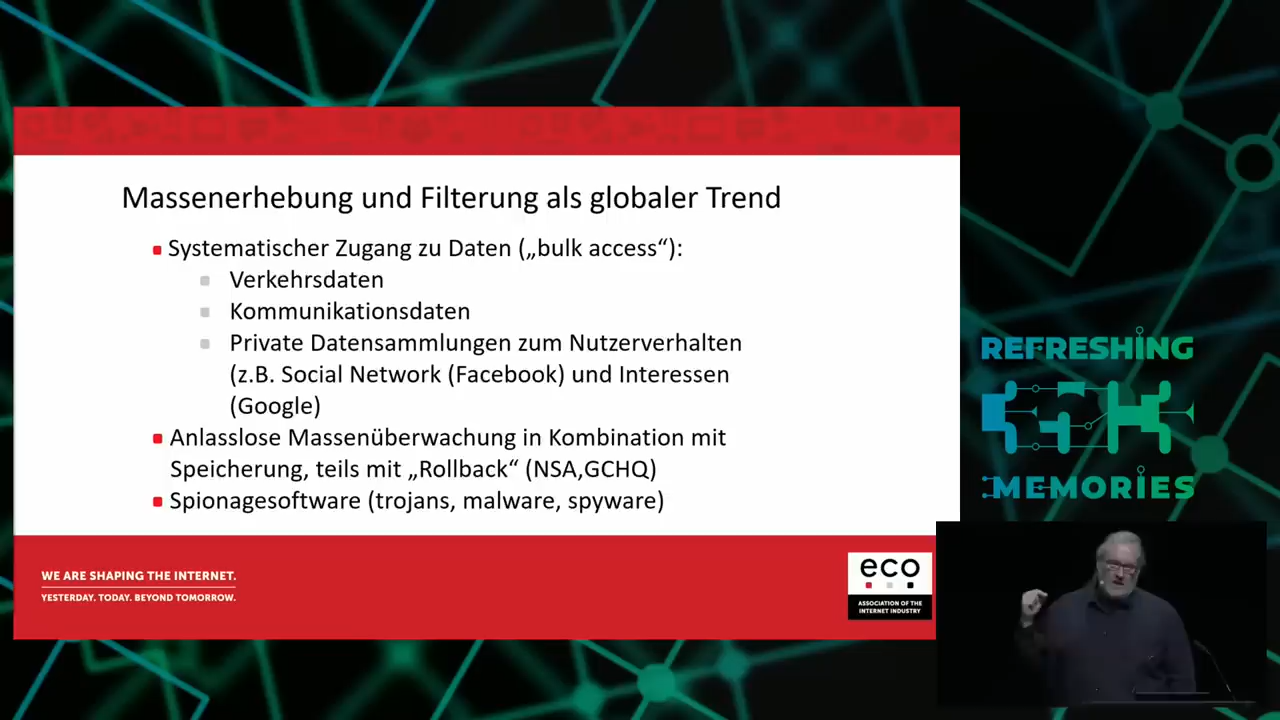 Massenerhebung und Filterung als globaler Trend
Systematischer Zugang zu Daten („bulk access“):
Verkehrsdaten
Kommunikationsdaten
Private Datensammlungen zum Nutzerverhalten
(z.B. Social Network (Facebook) und Interessen
(Google)
Anlasslose Massenüberwachung in Kombination mit
Speicherung, teils mit „Rollback“ (NSA,GCHQ)
Spionagesoftware (trojans, malware, spyware)
WE ARE SHAPING THE INTERNET.
YESTERDAY. TODAY. BEYOND TOMORROW.
eco
ASSOCIATION OF THE
INTERNET INDUSTRY
REFRESHING
MEMORIES